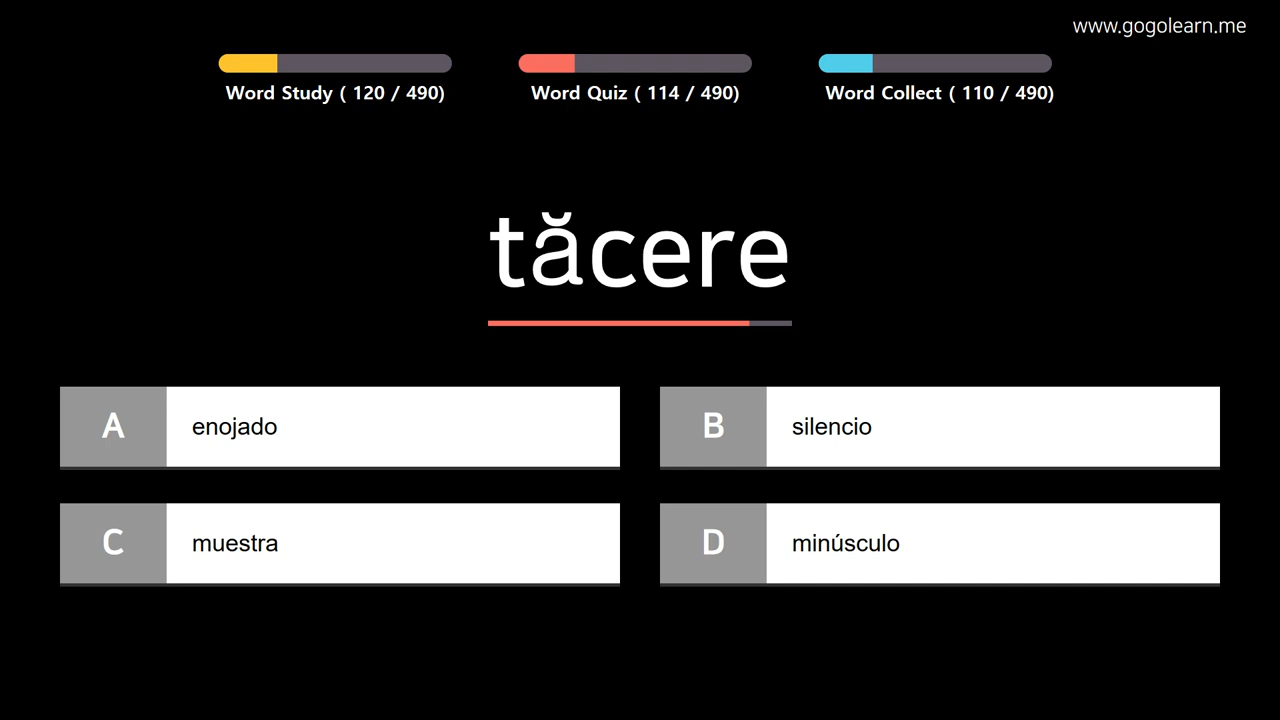 www.gogolearn.me
Word Study ( 120 / 490)
Word Quiz ( 114 / 490)
Word Collect ( 110 / 490)
tăcere
A enojado
B silencio
C muestra
D minúsculo